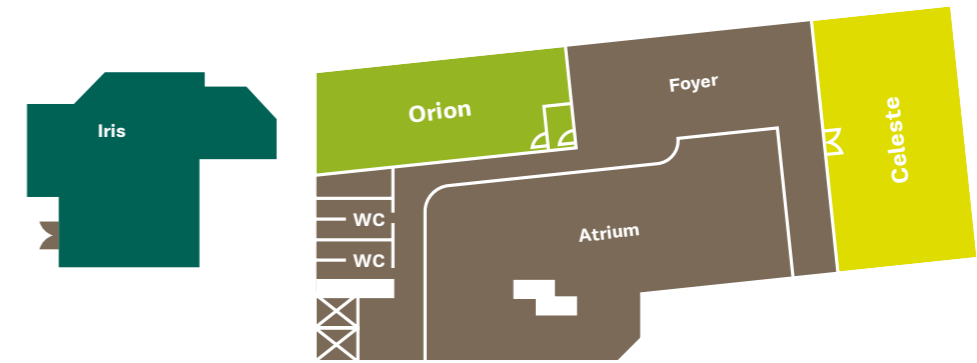 Iris
Orion
Foyer
Celeste
WC
Atrium
WC